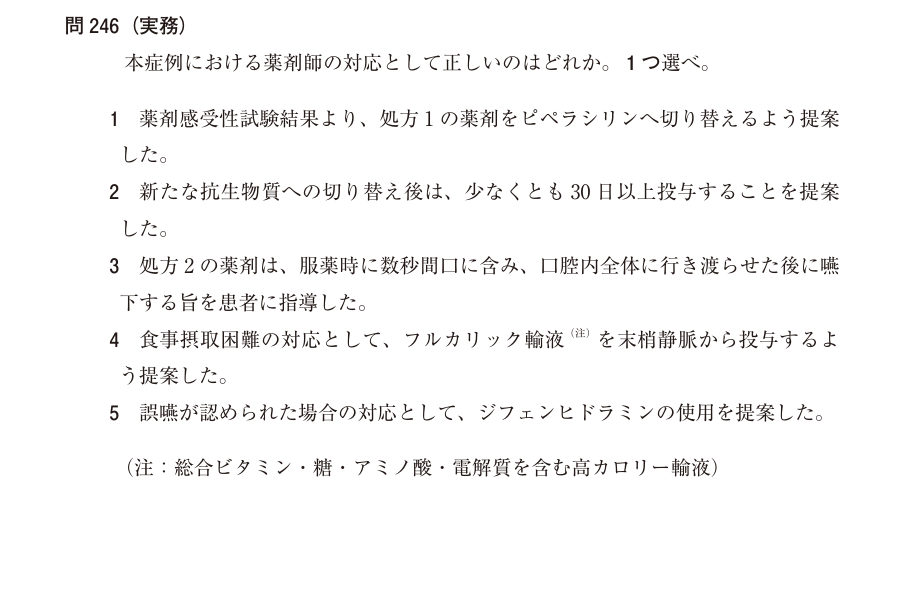 問 246（実務）
本症例における薬剤師の対応として正しいのはどれか。1つ選べ。
1　薬剤感受性試験結果より、処方1の薬剤をピペラシリンへ切り替えるよう提案
した。
2　新たな抗生物質への切り替え後は、少なくとも 30 日以上投与することを提案
した。
3　処方2の薬剤は、服薬時に数秒間口に含み、口腔内全体に行き渡らせた後に嚥
下する旨を患者に指導した。
4　食事摂取困難の対応として、フルカリック輸液（注）を末梢静脈から投与するよ
う提案した。
5　誤嚥が認められた場合の対応として、ジフェンヒドラミンの使用を提案した。
（注：総合ビタミン・糖・アミノ酸・電解質を含む高カロリー輸液）